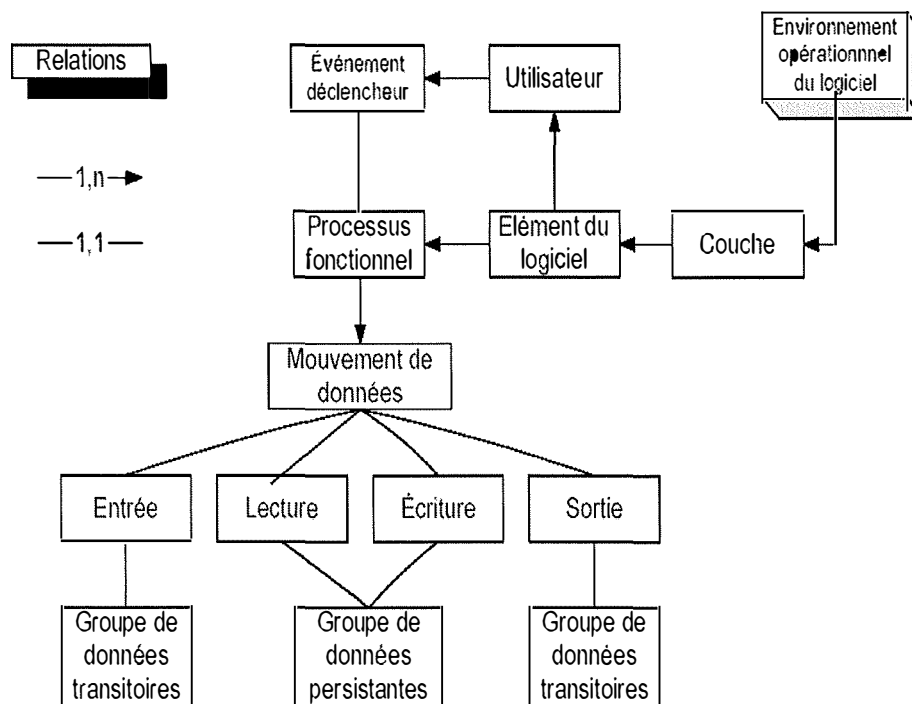 Relations
1,n
1,1
Événement
déclencheur
Utilisateur
Environnement
opérationnnel
du logiciel
Processus
fonctionnel
Elément du
logiciel
Couche
Mouvement de
données
Entrée
Lecture
Écriture
Sortie
Groupe de
données
transitoires
Groupe de
données
persistantes
Groupe de
données
transitoires